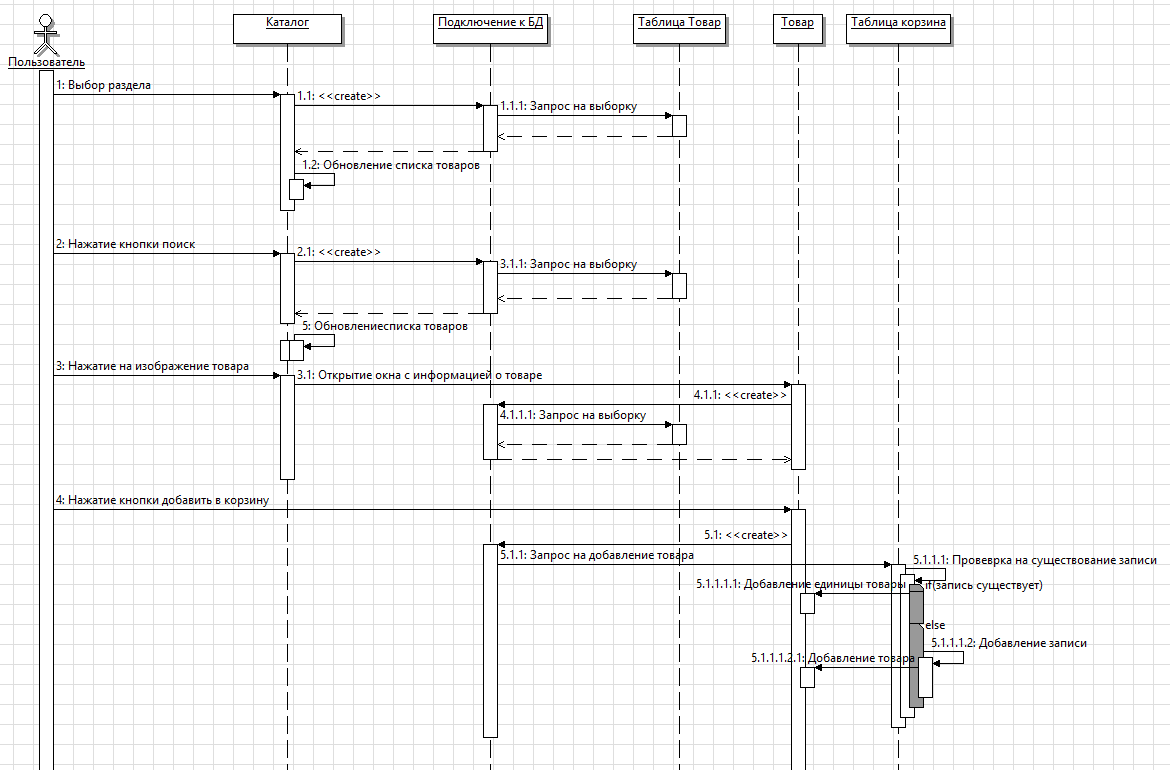 Каталог
Подключение к БД
Таблица Товар
Товар
Таблица корзина
Пользователь
1: Выбор раздела
1.1: <<create>>
1.1.1: Запрос на выборку
1.2: Обновление списка товаров
2: Нажатие кнопки поиск
2.1: <<create>>
3.1.1: Запрос на выборку
5: Обновлениесписка товаров
3: Нажатие на изображение товара
3.1: Открытие окна с информацией о товаре
4.1.1: <<create>>
4.1.1.1: Запрос на выборку
4: Нажатие кнопки добавить в корзину
5.1: <<create>>
5.1.1: Запрос на добавление товара
5.1.1.1: Провеврка на существование записи
5.1.1.1.1: Добавление единицы товары
if(запись существует)
else
5.1.1.1.2: Добавление записи
5.1.1.1.2.1: Добавление товара